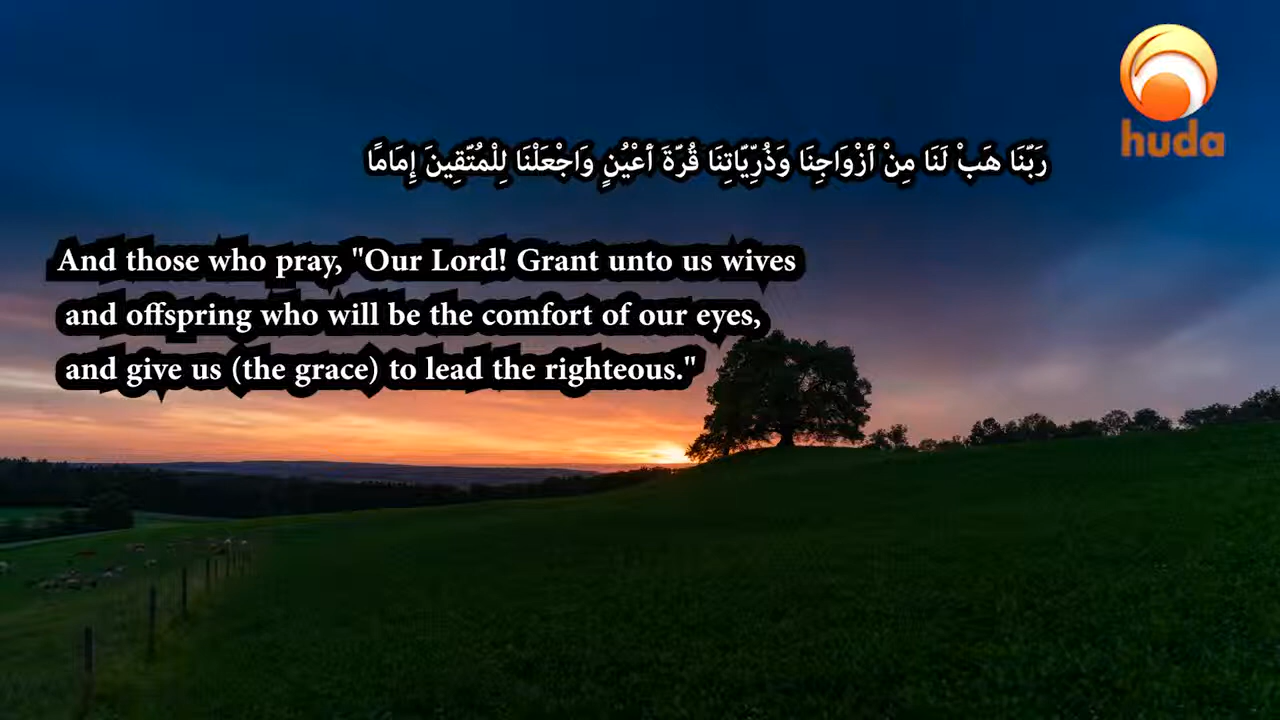 huda
رَبَّنَا هَبْ لَنَا مِنْ أَزْوَاجِنَا وَذُرِّيَّاتِنَا قُرَّةَ أَعْيُنٍ وَاجْعَلْنَا لِلْمُتَّقِينَ إِمَامًا
And those who pray, "Our Lord! Grant unto us wives
and offspring who will be the comfort of our eyes,
and give us (the grace) to lead the righteous."